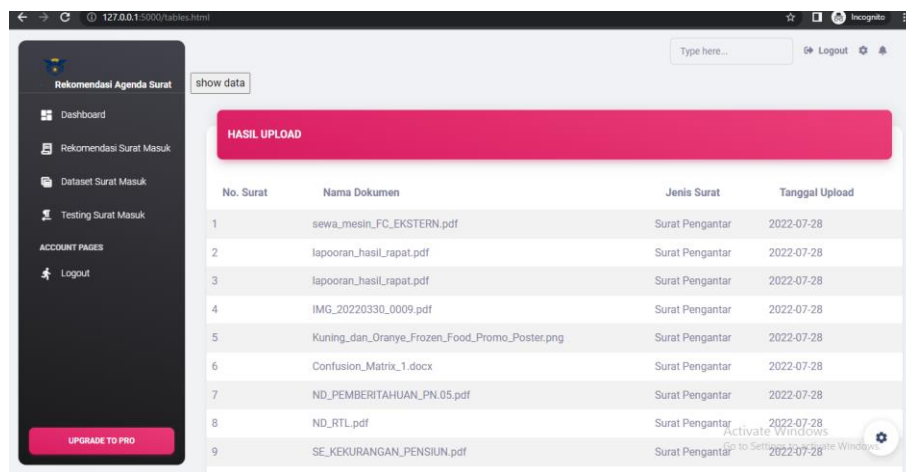 127.0.0.1:5000/tables.html
Incognito
Type here...
Logout
Rekomendasi Agenda Surat
show data
Dashboard
Rekomendasi Surat Masuk
Dataset Surat Masuk
Testing Surat Masuk
ACCOUNT PAGES
Logout
UPGRADE TO PRO
HASIL UPLOAD
No. Surat Nama Dokumen Jenis Surat Tanggal Upload
1 sewa_mesin_FC_EKSTERN.pdf Surat Pengantar 2022-07-28
2 lapooran_hasil_rapat.pdf Surat Pengantar 2022-07-28
3 lapooran_hasil_rapat.pdf Surat Pengantar 2022-07-28
4 IMG_20220330_0009.pdf Surat Pengantar 2022-07-28
5 Kuning_dan_Oranye_Frozen_Food_Promo_Poster.png Surat Pengantar 2022-07-28
6 Confusion_Matrix_1.docx Surat Pengantar 2022-07-28
7 ND_PEMBERITAHUAN_PN.05.pdf Surat Pengantar 2022-07-28
8 ND_RTL.pdf Surat Pengantar 2022-07-28
9 SE_KEKURANGAN_PENSIUN.pdf Surat Pengantar 2022-07-28
Activate Windows
Go to Settings to activate Windows.